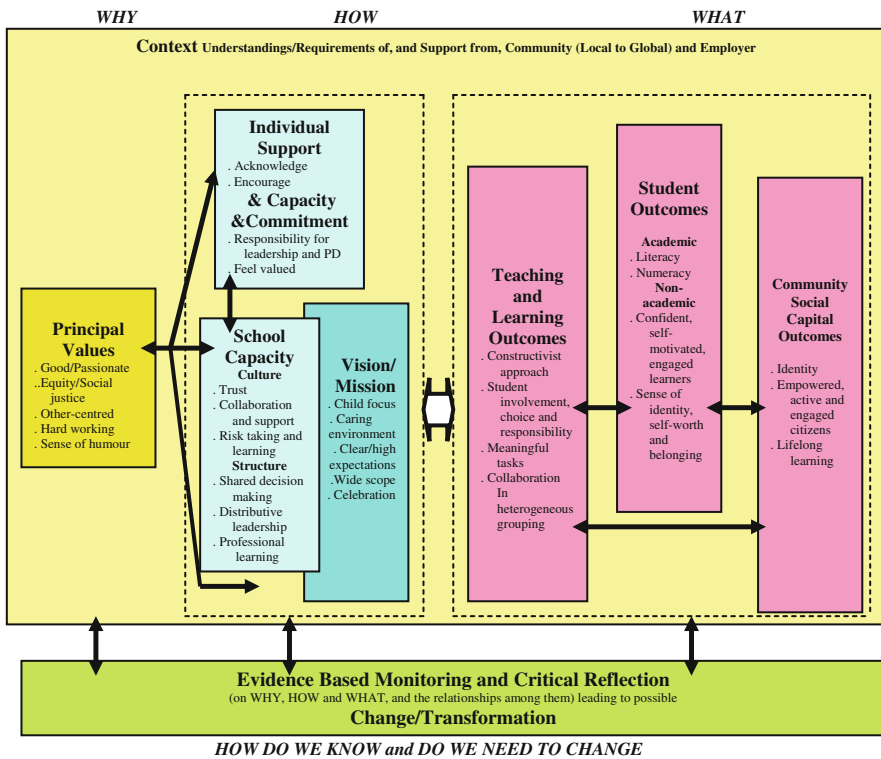 WHY
HOW
WHAT
Context Understandings/Requirements of, and Support from, Community (Local to Global) and Employer
Principal
Values
. Good/Passionate
..Equity/Social
justice
. Other-centred
. Hard working
. Sense of humour
Individual
Support
. Acknowledge
. Encourage
& Capacity
&Commitment
. Responsibility for
leadership and PD
. Feel valued
School
Capacity
Culture
. Trust
. Collaboration
and support
. Risk taking and
learning
Structure
. Shared decision
making
. Distributive
leadership
. Professional
learning
Vision/
Mission
. Child focus
. Caring
environment
. Clear/high
expectations
.Wide scope
. Celebration
Teaching
and
Learning
Outcomes
. Constructivist
approach
. Student
involvement,
choice and
responsibility
. Meaningful
tasks
. Collaboration
In
heterogeneous
grouping
Student
Outcomes
Academic
. Literacy
. Numeracy
Non-
academic
. Confident,
self-
motivated,
engaged
learners
. Sense of
identity,
self-worth
and
belonging
Community
Social
Capital
Outcomes
. Identity
. Empowered,
active and
engaged
citizens
. Lifelong
learning
Evidence Based Monitoring and Critical Reflection
(on WHY, HOW and WHAT, and the relationships among them) leading to possible
Change/Transformation
HOW DO WE KNOW and DO WE NEED TO CHANGE